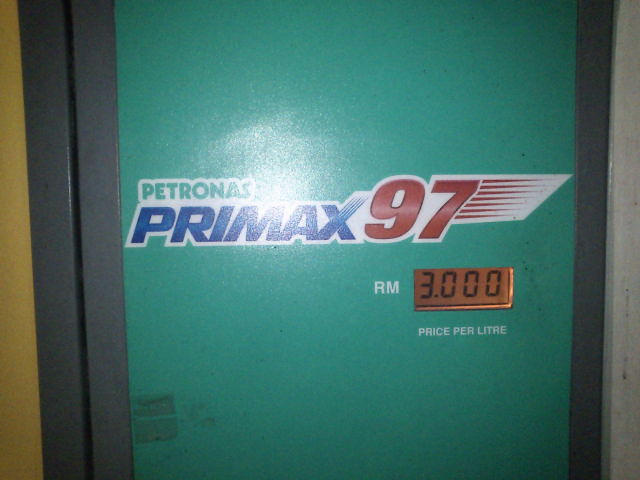 PETRONAS
PRIMAX 97
RM 3.000
PRICE PER LITRE